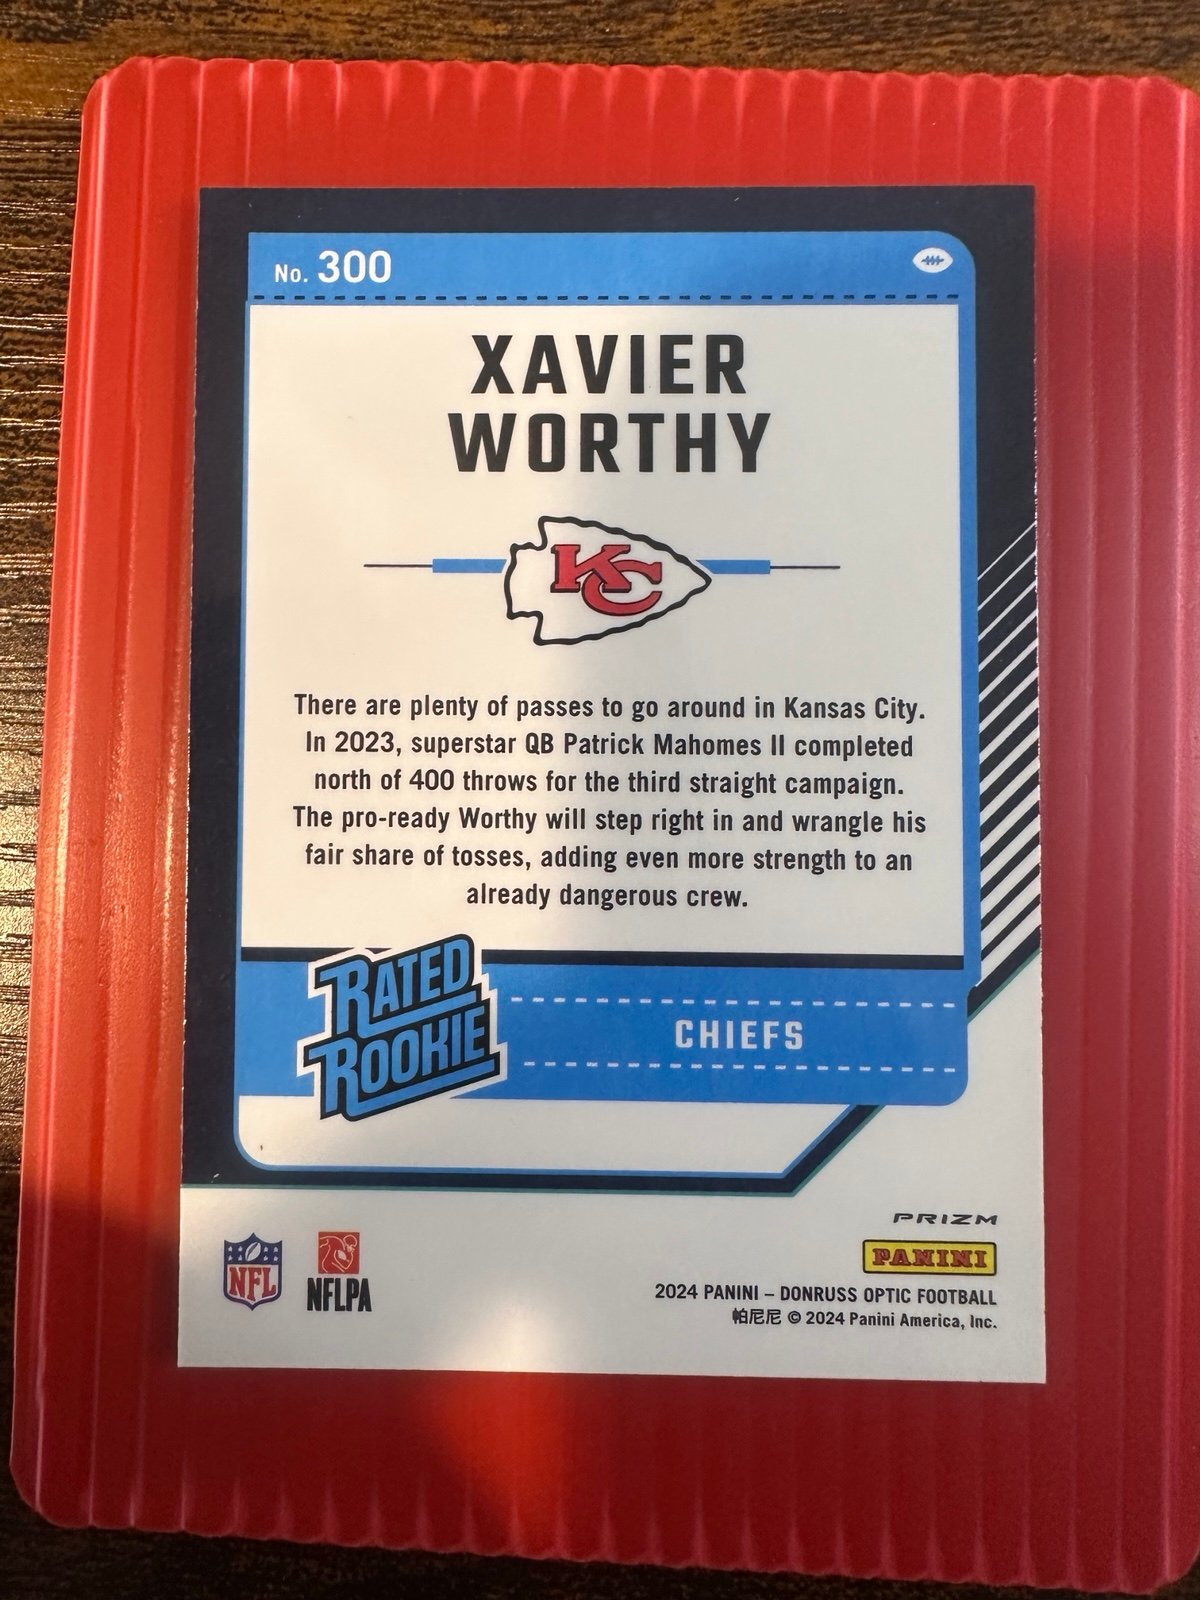 No. 300
XAVIER
WORTHY
KC
There are plenty of passes to go around in Kansas City.
In 2023, superstar QB Patrick Mahomes II completed
north of 400 throws for the third straight campaign.
The pro-ready Worthy will step right in and wrangle his
fair share of tosses, adding even more strength to an
already dangerous crew.
RATED
ROOKIE
CHIEFS
PRIZM
PANINI
NFL
NFLPA
2024 PANINI – DONRUSS OPTIC FOOTBALL
帕尼尼 © 2024 Panini America, Inc.